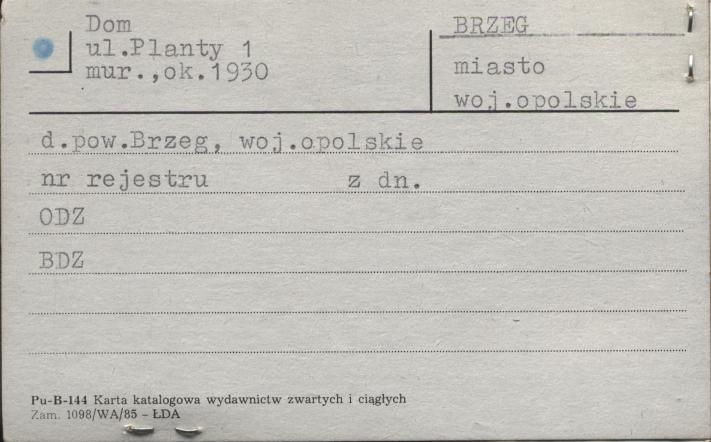 Dom
ul.Planty 1
mur.,ok.1930
BRZEG
miasto
woj.opolskie
d.pow.Brzeg, woj.opolskie
nr rejestru z dn.
ODZ
BDZ
Pu-B-144 Karta katalogowa wydawnictw zwartych i ciągłych
Zam. 1098/WA/85 – ŁDA